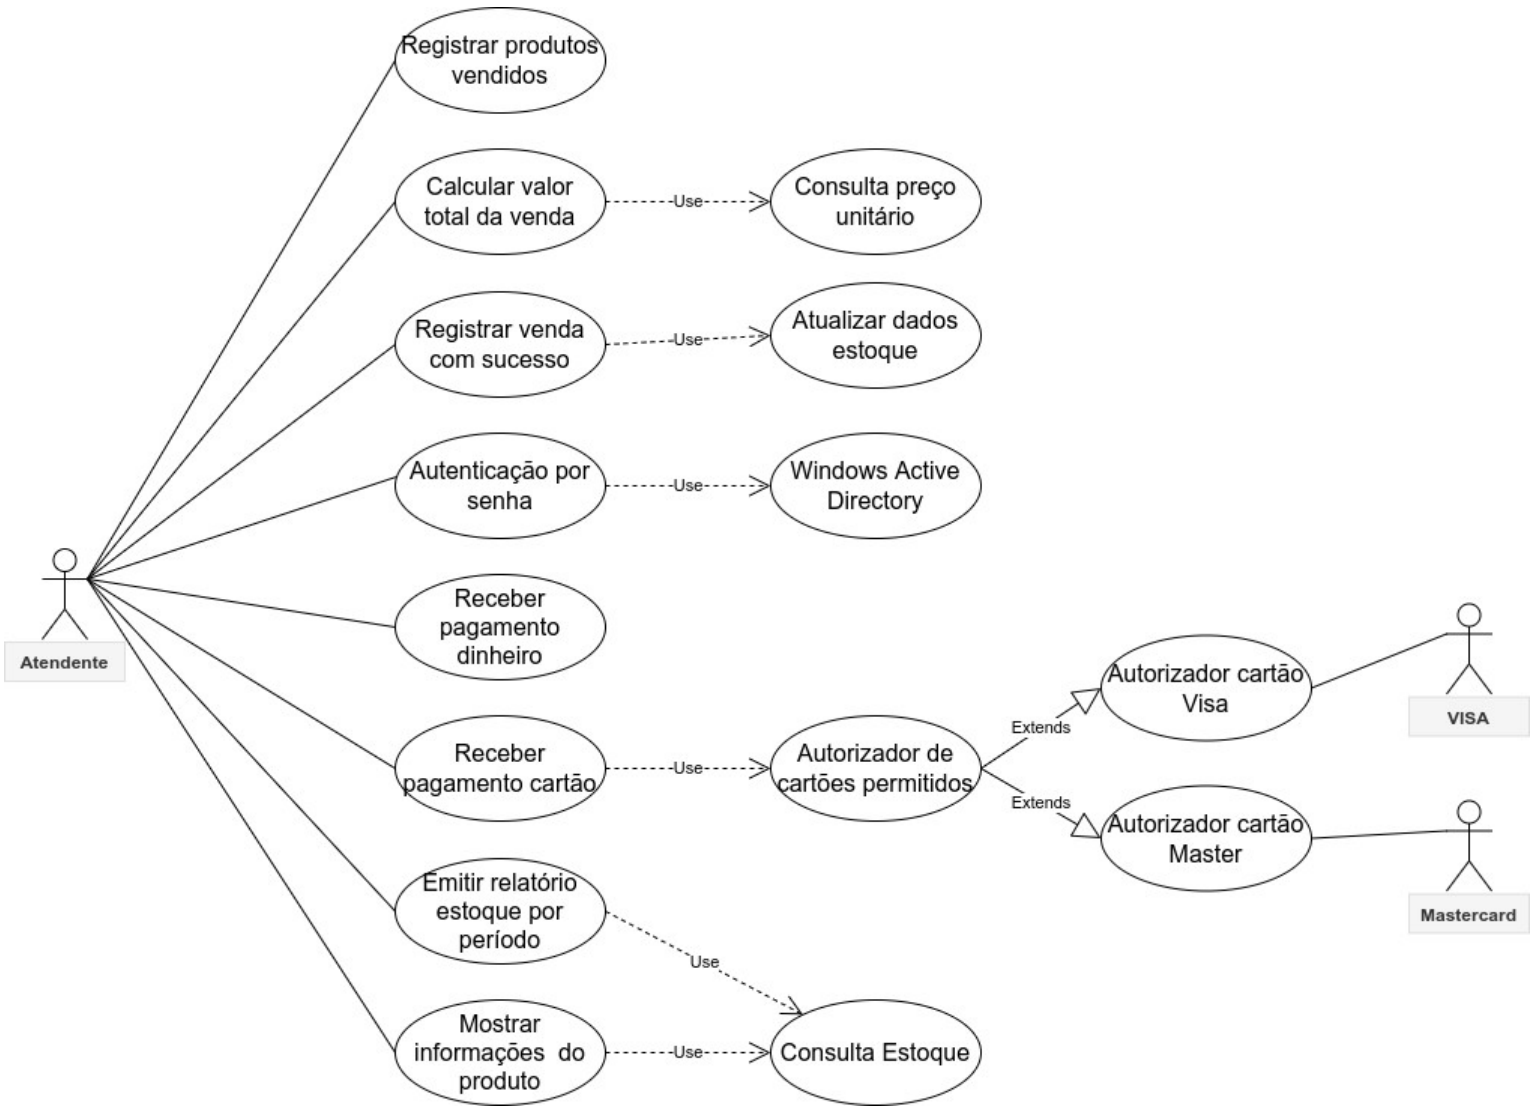 Registrar produtos
vendidos
Calcular valor
total da venda
Use
Consulta preço
unitário
Registrar venda
com sucesso
Use
Atualizar dados
estoque
Autenticação por
senha
Use
Windows Active
Directory
Atendente
Receber
pagamento
dinheiro
Receber
pagamento cartão
Use
Autorizador de
cartões permitidos
Extends
Autorizador cartão
Visa
VISA
Extends
Autorizador cartão
Master
Mastercard
Emitir relatório
estoque por
período
Use
Mostrar
informações do
produto
Use
Consulta Estoque